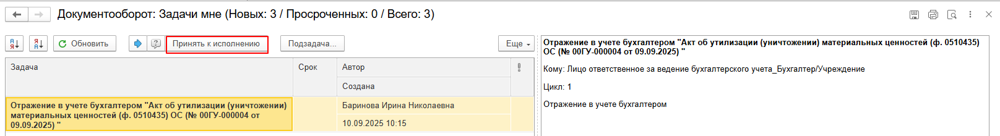 Документооборот: Задачи мне (Новых: 3 / Просроченных: 0 / Всего: 3)
Обновить
Принять к исполнению
Подзадача...
Еще
Задача
Срок
Автор
Создана
Отражение в учете бухгалтером "Акт об утилизации (уничтожении)
материальных ценностей (ф. 0510435) ОС (№ 00ГУ-000004 от
09.09.2025) "
Баринова Ирина Николаевна
10.09.2025 10:15
Отражение в учете бухгалтером "Акт об утилизации (уничтожении) материальных ценностей (ф. 0510435)
ОС (№ 00ГУ-000004 от 09.09.2025) "
Кому: Лицо ответственное за ведение бухгалтерского учета_Бухгалтер/Учреждение
Цикл: 1
Отражение в учете бухгалтером